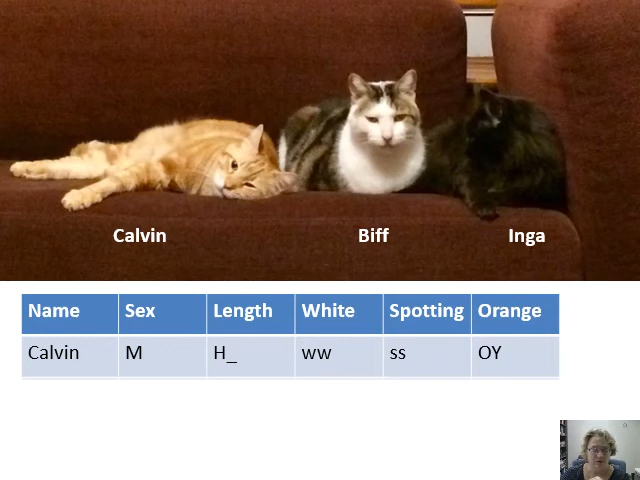 Calvin Biff Inga
Name Sex Length White Spotting Orange
Calvin M H_ ww ss OY